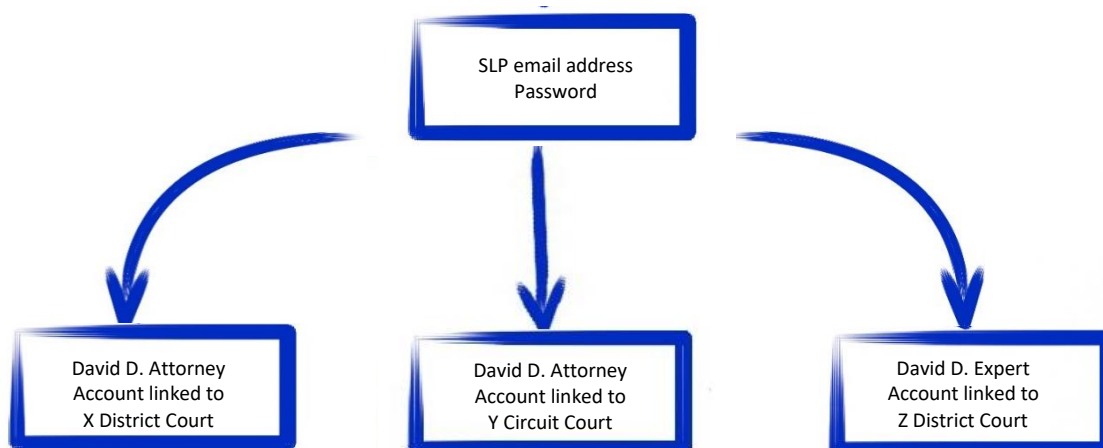 SLP email address
Password
David D. Attorney
Account linked to
X District Court
David D. Attorney
Account linked to
Y Circuit Court
David D. Expert
Account linked to
Z District Court